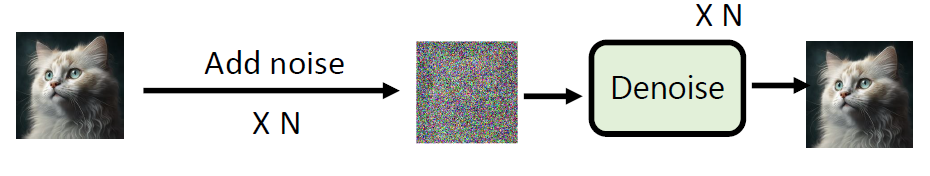 X N
Add noise
X N
Denoise